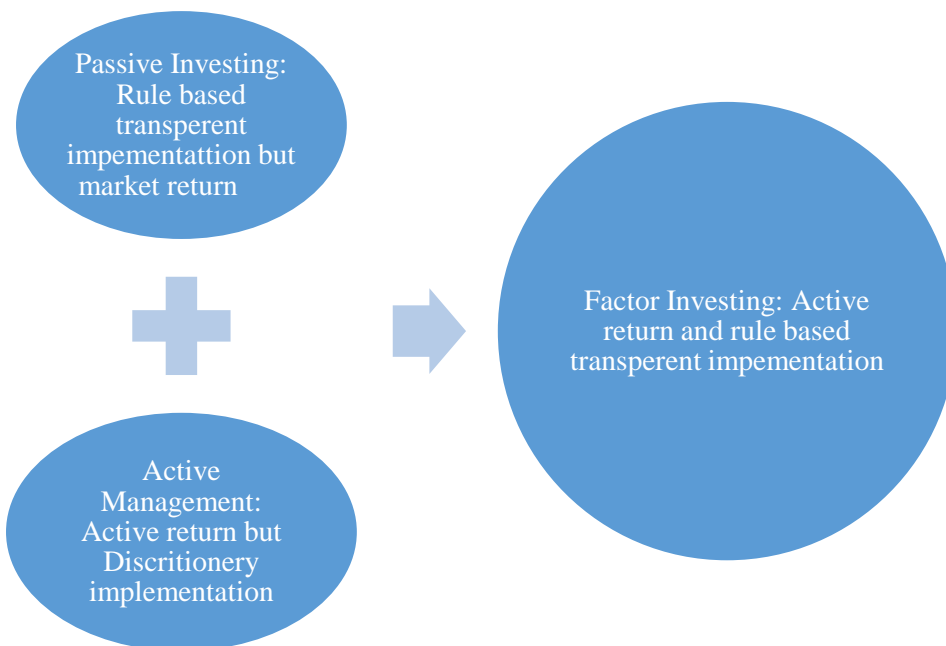 Passive Investing:
Rule based
transperent
impementattion but
market return
Active
Management:
Active return but
Discritionery
implementation
Factor Investing: Active
return and rule based
transperent impementation